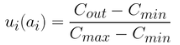 u_i(a_i) = \frac{C_{out} - C_{min}}{C_{max} - C_{min}}